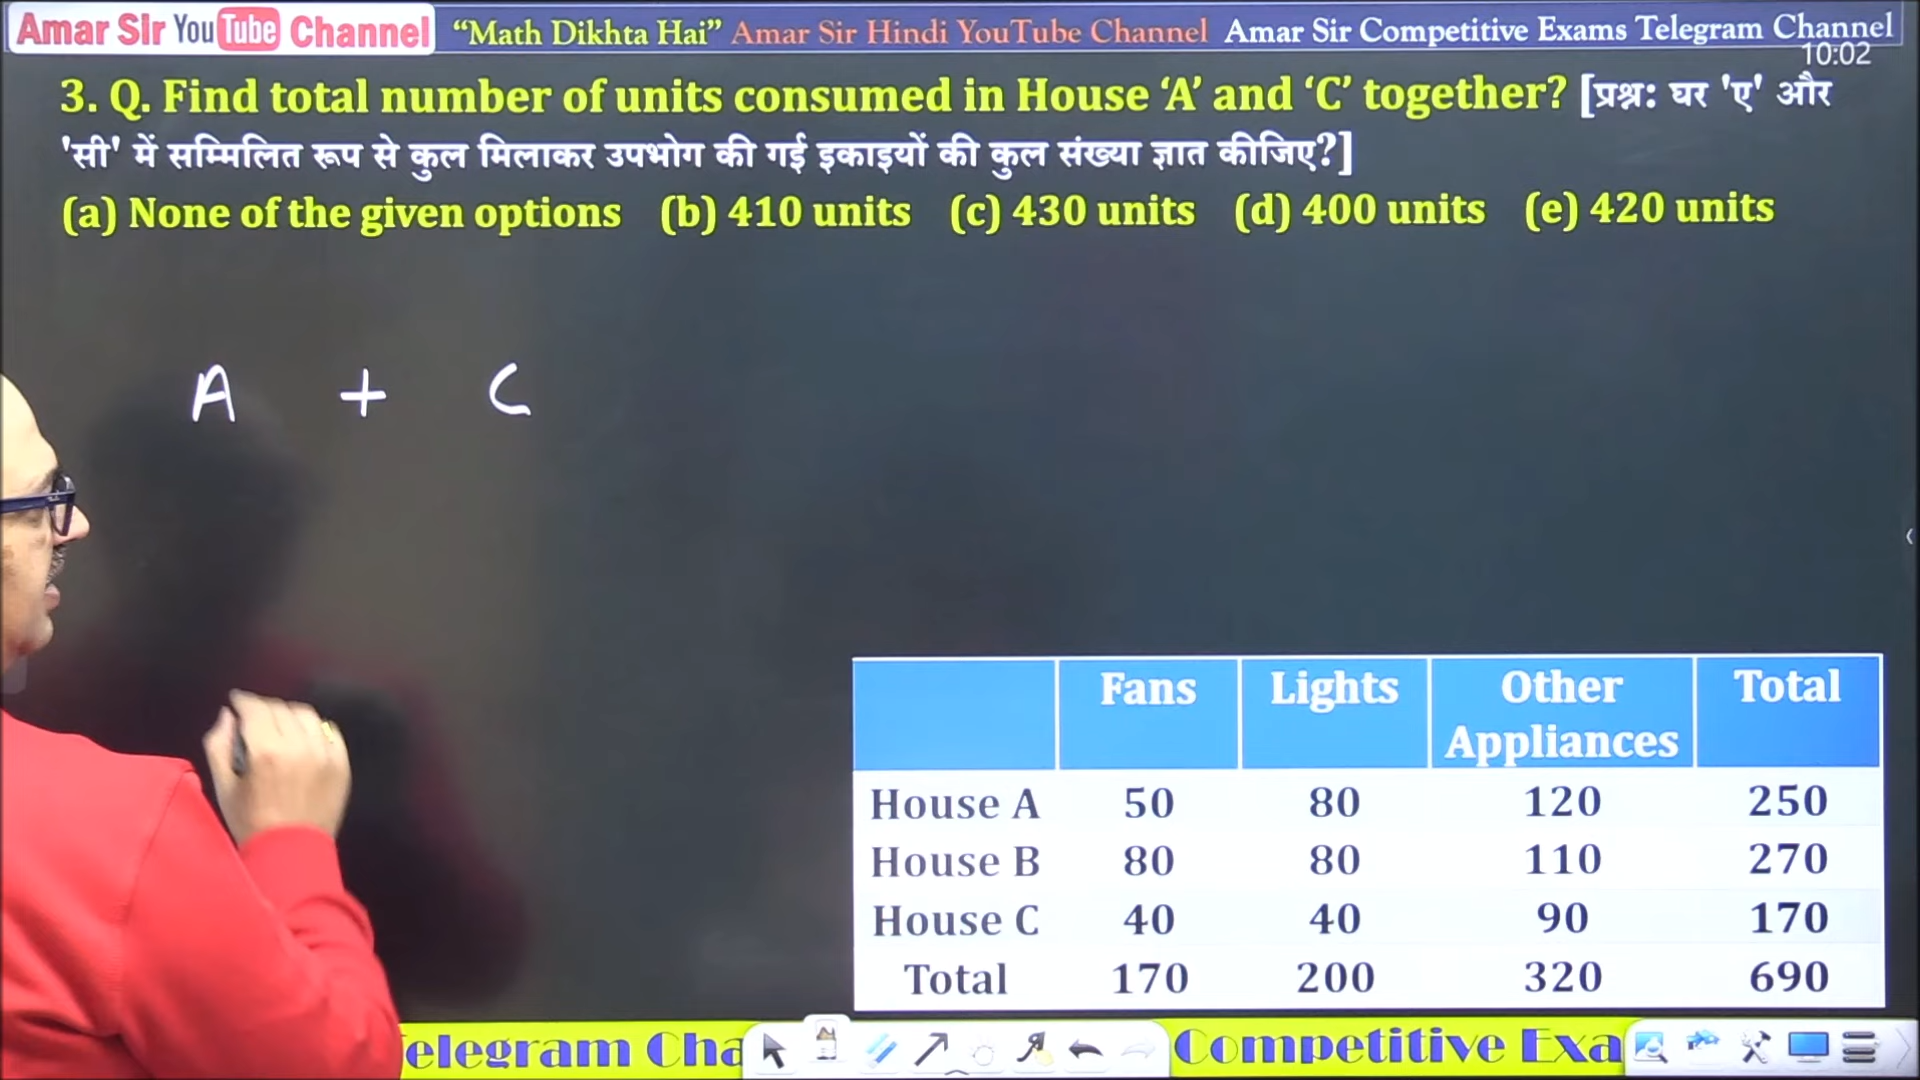 Amar Sir YouTube Channel "Math Dikhta Hai" Amar Sir Hindi YouTube Channel Amar Sir Competitive Exams Telegram Channel
10:02
3. Q. Find total number of units consumed in House ‘A’ and ‘C’ together? [प्रश्न: घर 'ए' और
'सी' में सम्मिलित रूप से कुल मिलाकर उपभोग की गई इकाइयों की कुल संख्या ज्ञात कीजिए?]
(a) None of the given options (b) 410 units (c) 430 units (d) 400 units (e) 420 units
A + C
Fans Lights Other Appliances Total
House A 50 80 120 250
House B 80 80 110 270
House C 40 40 90 170
Total 170 200 320 690
elegram Cha Competitive Exa